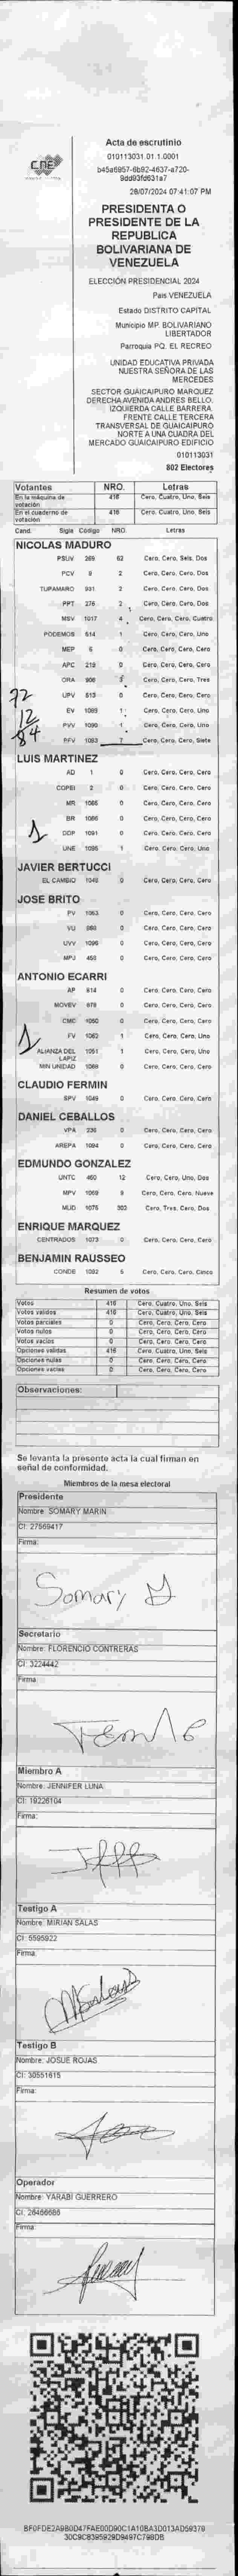 CNE
Acta de escrutinio
010113031.01.1.0001
b45a6957-6b92-4637-a720-
9dd93fd631a7
28/07/2024 07:41:07 PM
PRESIDENTA O
PRESIDENTE DE LA
REPUBLICA
BOLIVARIANA DE
VENEZUELA
ELECCIÓN PRESIDENCIAL 2024
Pais.VENEZUELA
Estado DISTRITO CAPITAL
Municipio MP. BOLIVARIANO
LIBERTADOR
Parroquia PQ. EL RECREO
UNIDAD EDUCATIVA PRIVADA
NUESTRA SEÑORA DE LAS
MERCEDES
SECTOR GUAICAIPURO MARQUEZ
DERECHA AVENIDA ANDRES BELLO.
IZQUIERDA CALLE BARRERA.
FRENTE CALLE TERCERA
TRANSVERSAL DE GUAICAIPURO
NORTE A UNA CUADRA DEL
MERCADO GUAICAIPURO EDIFICIO
010113031
802 Electores
Votantes NRO. Letras
En la máquina de votación 416 Cero, Cuatro, Uno, Seis
En el cuaderno de votación 416 Cero, Cuatro, Uno, Seis
Cand. Sigla Código NRO. Letras
NICOLAS MADURO
PSUV 269 62 Cero, Cero, Seis, Dos
PCV 9 2 Cero, Cero, Cero, Dos
TUPAMARO 931 2 Cero, Cero, Cero, Dos
PPT 276 2 Cero, Cero, Cero, Dos
MSV 1017 4 Cero, Cero, Cero, Cuatro
PODEMOS 514 1 Cero, Cero, Cero, Uno
MEP 6 0 Cero, Cero, Cero, Cero
APC 219 0 Cero, Cero, Cero, Cero
ORA 906 3 Cero, Cero, Cero, Tres
UPV 513 0 Cero, Cero, Cero, Cero
EV 1089 1 Cero, Cero, Cero, Uno
PVV 1090 1 Cero, Cero, Cero, Uno
PFV 1083 7 Cero, Cero, Cero, Siete
72
12
84
LUIS MARTINEZ
AD 1 0 Cero, Cero, Cero, Cero
COPEI 2 0 Cero, Cero, Cero, Cero
MR 1066 0 Cero, Cero, Cero, Cero
BR 1086 0 Cero, Cero, Cero, Cero
DDP 1091 0 Cero, Cero, Cero, Cero
UNE 1095 1 Cero, Cero, Cero, Uno
1
JAVIER BERTUCCI
EL CAMBIO 1045 0 Cero, Cero, Cero, Cero
JOSE BRITO
PV 1063 0 Cero, Cero, Cero, Cero
VU 0 Cero, Cero, Cero, Cero
UVV 1096 0 Cero, Cero, Cero, Cero
MPJ 459 0 Cero, Cero, Cero, Cero
ANTONIO ECARRI
AP 814 0 Cero, Cero, Cero, Cero
MOVEV 878 0 Cero, Cero, Cero, Cero
CMC 1050 0 Cero, Cero, Cero, Cero
FV 1062 1 Cero, Cero, Cero, Uno
ALIANZA DEL LAPIZ 1051 1 Cero, Cero, Cero, Uno
MIN UNIDAD 1069 0 Cero, Cero, Cero, Cero
1
CLAUDIO FERMIN
SPV 1049 0 Cero, Cero, Cero, Cero
DANIEL CEBALLOS
VPA 239 0 Cero, Cero, Cero, Cero
AREPA 1094 0 Cero, Cero, Cero, Cero
EDMUNDO GONZALEZ
UNTC 460 12 Cero, Cero, Uno, Dos
MPV 1059 9 Cero, Cero, Cero, Nueve
MUD 1075 302 Cero, Tres, Cero, Dos
ENRIQUE MARQUEZ
CENTRADOS 1073 0 Cero, Cero, Cero, Cero
BENJAMIN RAUSSEO
CONDE 1092 5 Cero, Cero, Cero, Cinco
Resumen de votos
Votos 416 Cero, Cuatro, Uno, Seis
Votos válidos 416 Cero, Cuatro, Uno, Seis
Votos parciales 0 Cero, Cero, Cero, Cero
Votos nulos 0 Cero, Cero, Cero, Cero
Votos vacíos 0 Cero, Cero, Cero, Cero
Opciones válidas 416 Cero, Cuatro, Uno, Seis
Opciones nulas 0 Cero, Cero, Cero, Cero
Opciones vacías 0 Cero, Cero, Cero, Cero
Observaciones:
Se levanta la presente acta la cual firman en
señal de conformidad.
Miembros de la mesa electoral
Presidente
Nombre: SOMARY MARIN
CI: 27569417
Firma:
Somary M
Secretario
Nombre: FLORENCIO CONTRERAS
CI: 3224442
Firma:
Miembro A
Nombre: JENNIFER LUNA
CI: 19226104
Firma:
Testigo A
Nombre: MIRIAN SALAS
CI: 5595922
Firma:
Testigo B
Nombre: JOSUE ROJAS
CI: 30551615
Firma:
Operador
Nombre: YARABI GUERRERO
CI: 26466686
Firma:
BF0FDE2A9B0D47FAE00D90C1A10BA3D013AD59379
30C9C8395929D9497C798DB